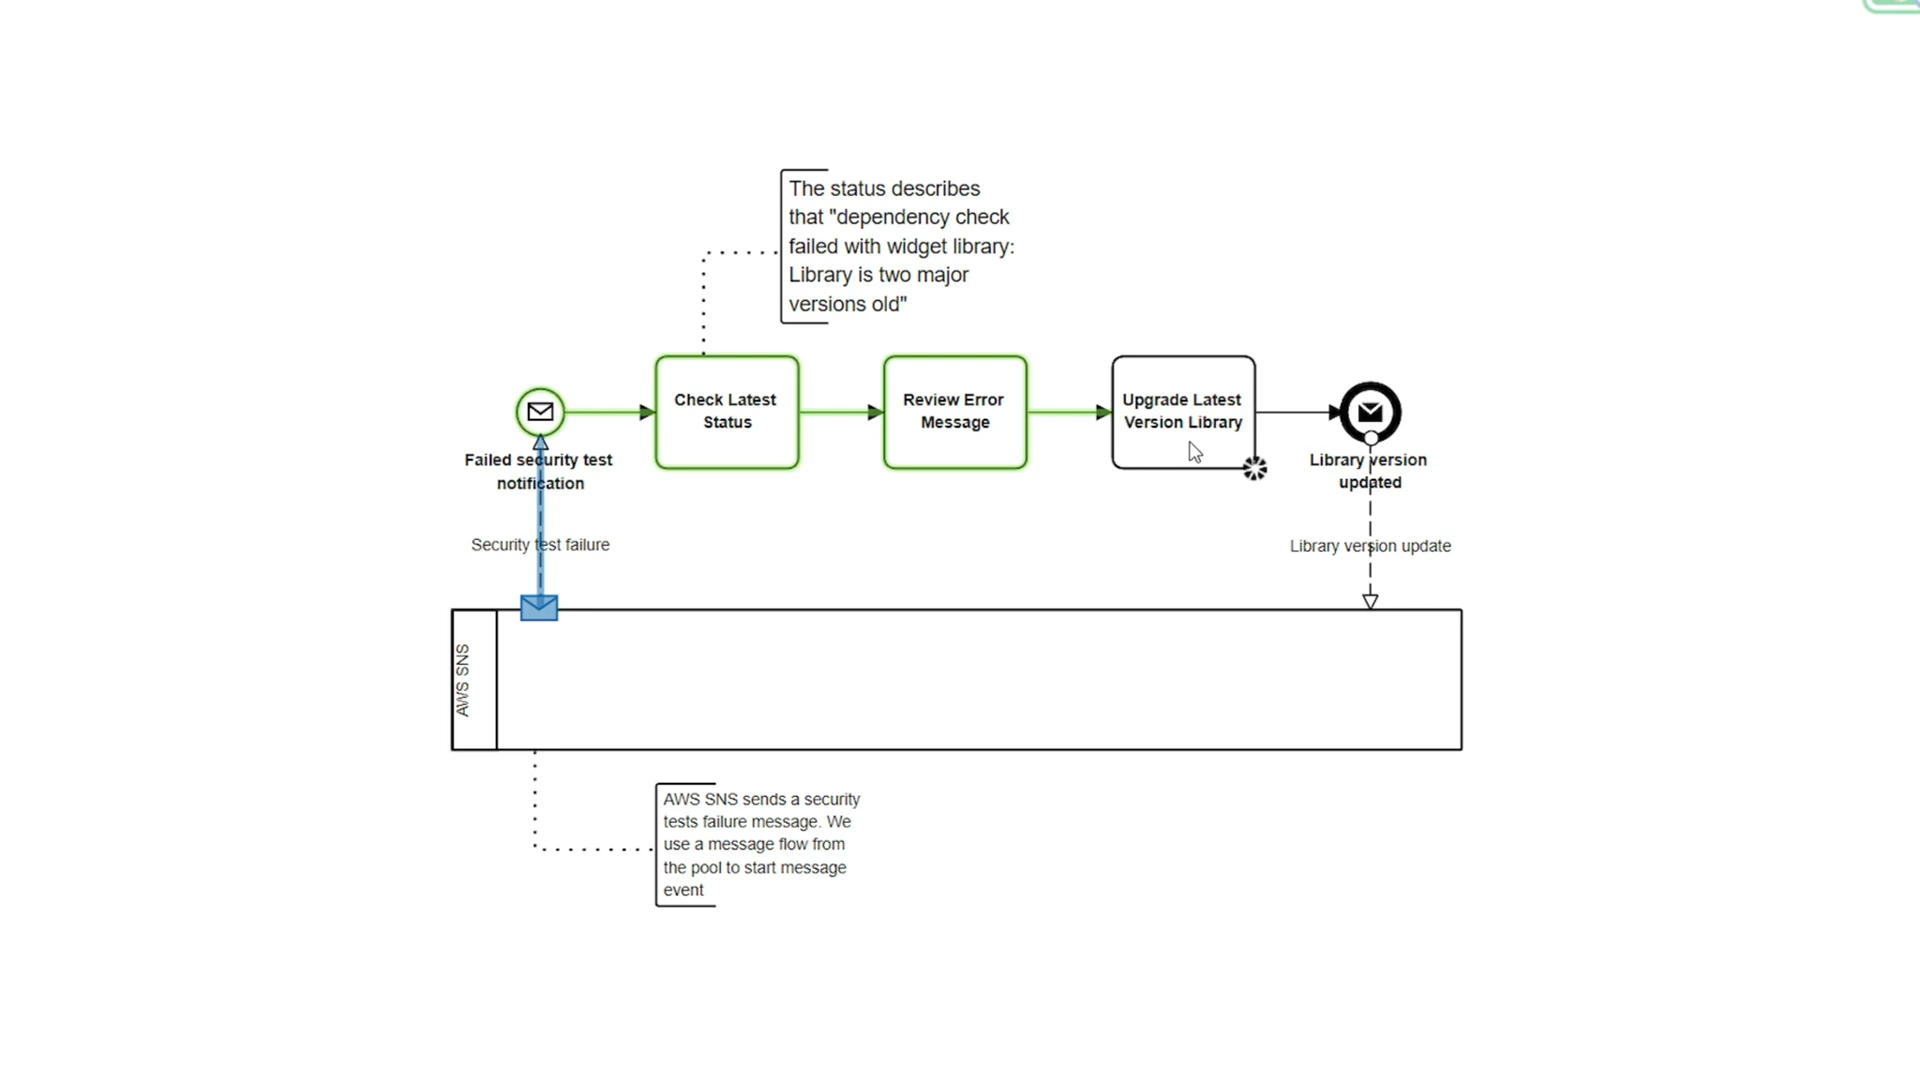 The status describes
that "dependency check
failed with widget library:
Library is two major
versions old"
Check Latest
Status
Review Error
Message
Upgrade Latest
Version Library
Failed security test
notification
Library version
updated
Security test failure
Library version update
AWS SNS
AWS SNS sends a security
tests failure message. We
use a message flow from
the pool to start message
event